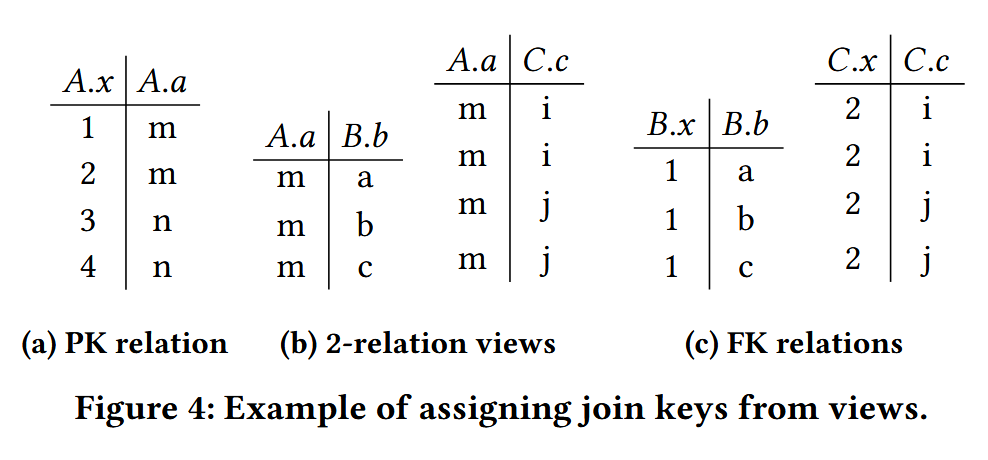 A.x A.a
1 m
2 m
3 n
4 n
A.a B.b
m a
m b
m c
A.a C.c
m i
m i
m j
m j
B.x B.b
1 a
1 b
1 c
C.x C.c
2 i
2 i
2 j
2 j
(a) PK relation
(b) 2-relation views
(c) FK relations
Figure 4: Example of assigning join keys from views.